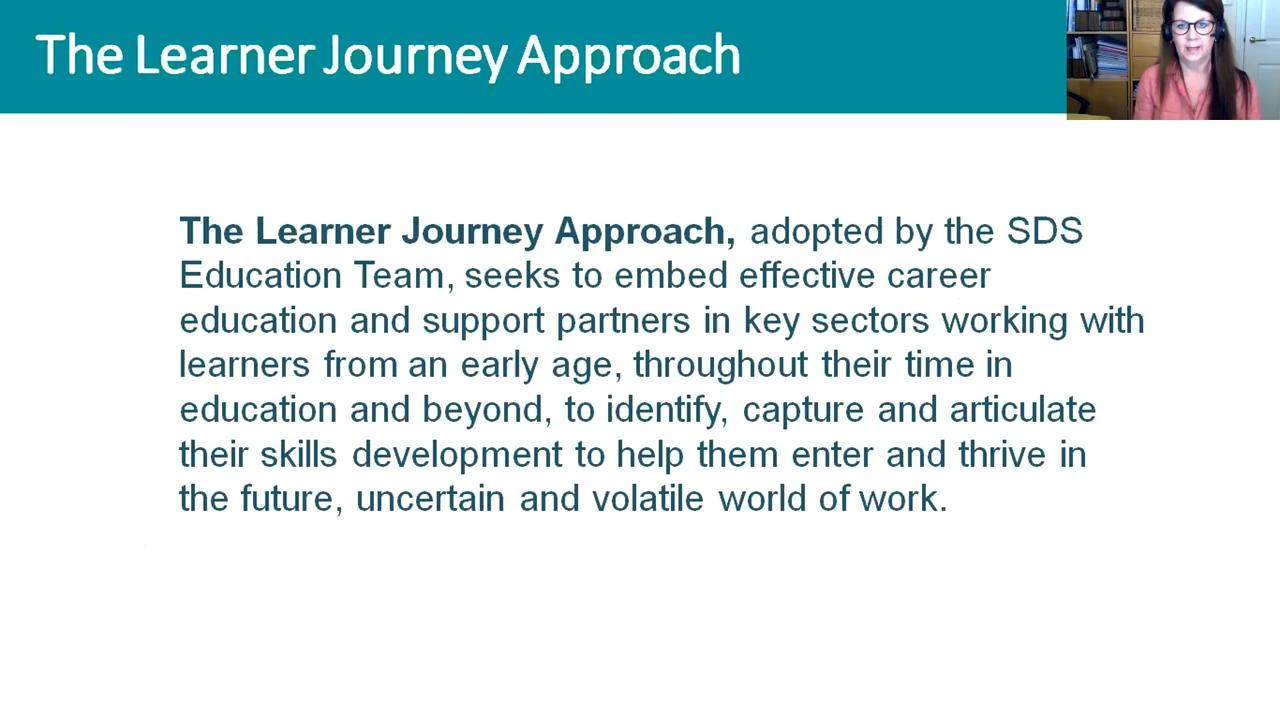 The Learner Journey Approach
The Learner Journey Approach, adopted by the SDS
Education Team, seeks to embed effective career
education and support partners in key sectors working with
learners from an early age, throughout their time in
education and beyond, to identify, capture and articulate
their skills development to help them enter and thrive in
the future, uncertain and volatile world of work.